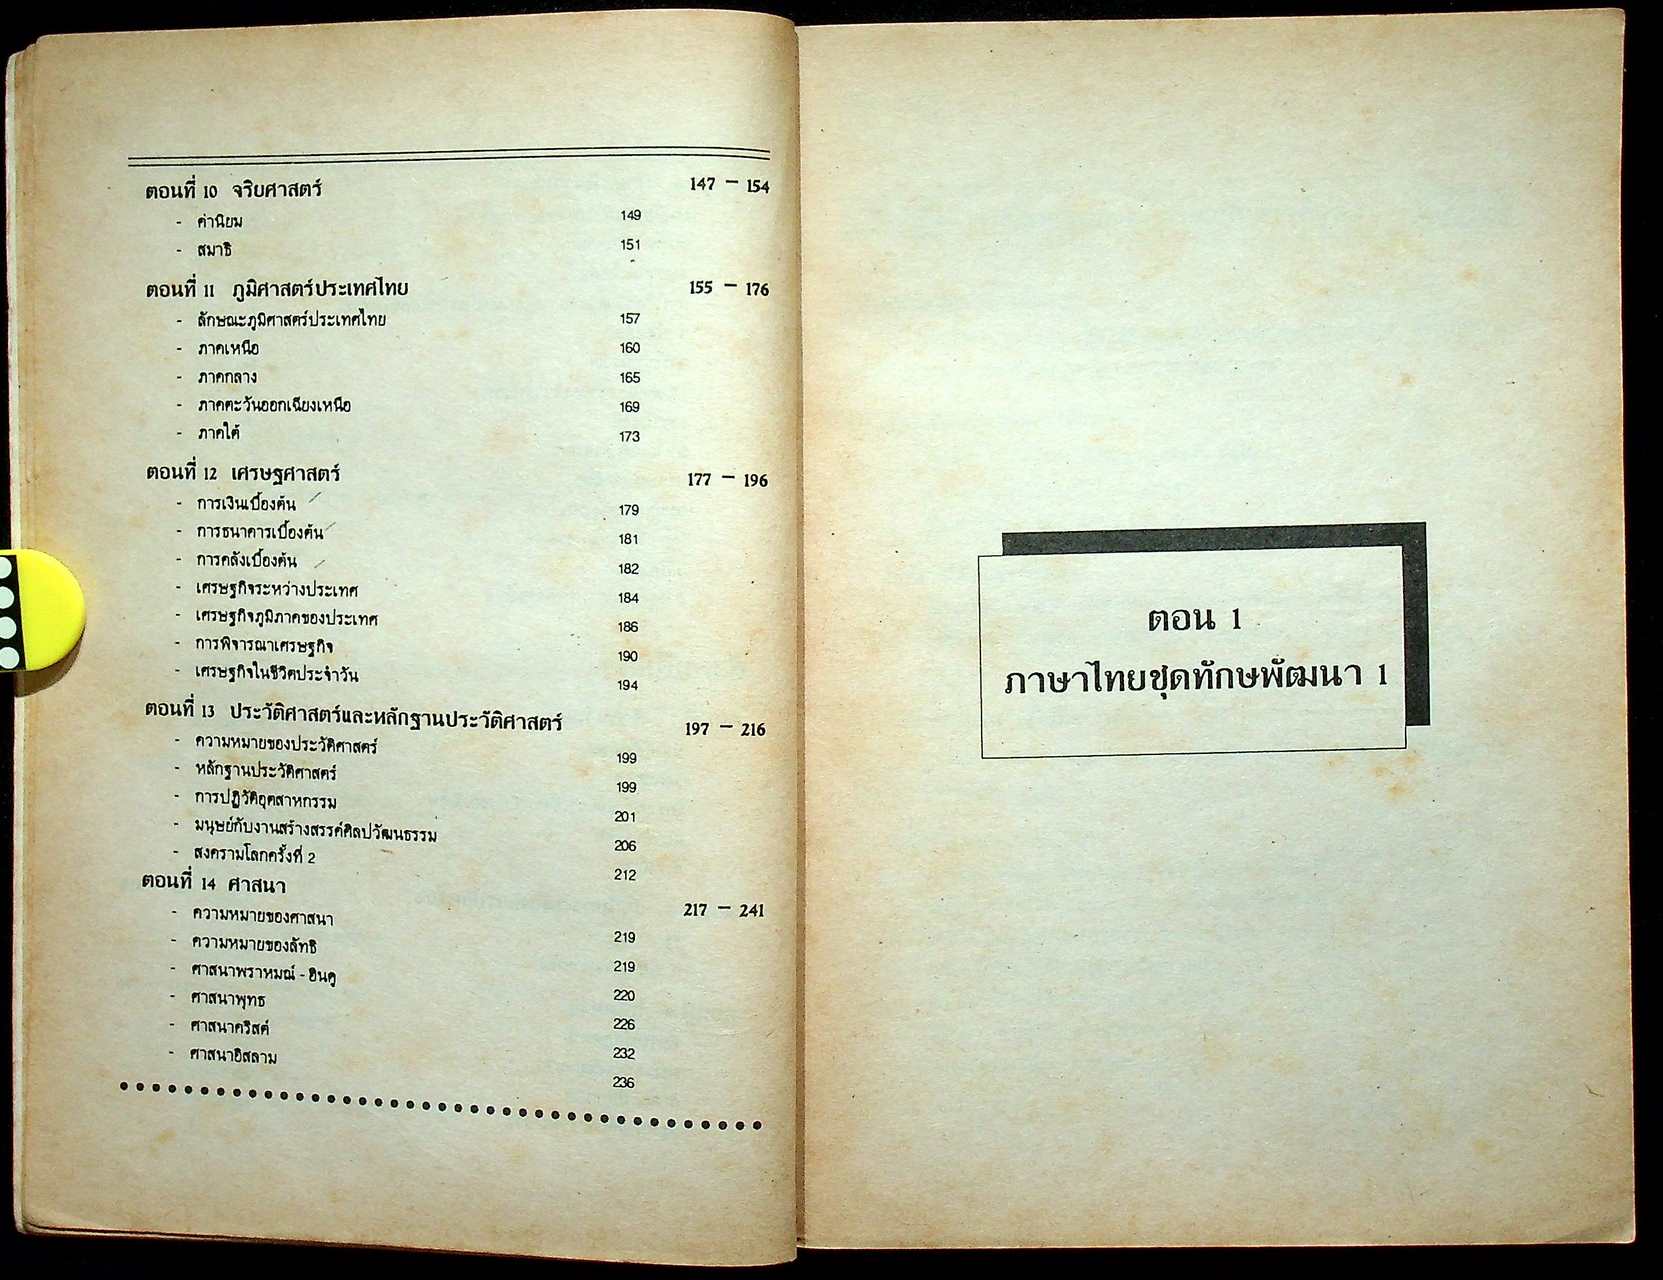 ตอนที่ 10 จริยศาสตร์ 147 – 154
- ค่านิยม 149
- สมาธิ 151
ตอนที่ 11 ภูมิศาสตร์ประเทศไทย 155 – 176
- ลักษณะภูมิศาสตร์ประเทศไทย 157
- ภาคเหนือ 160
- ภาคกลาง 165
- ภาคตะวันออกเฉียงเหนือ 169
- ภาคใต้ 173
ตอนที่ 12 เศรษฐศาสตร์ 177 – 196
- การเงินเบื้องต้น 179
- การธนาคารเบื้องต้น 181
- การคลังเบื้องต้น 182
- เศรษฐกิจระหว่างประเทศ 184
- เศรษฐกิจภูมิภาคของประเทศ 186
- การพิจารณาเศรษฐกิจ 190
- เศรษฐกิจในชีวิตประจำวัน 194
ตอนที่ 13 ประวัติศาสตร์และหลักฐานประวัติศาสตร์ 197 – 216
- ความหมายของประวัติศาสตร์ 199
- หลักฐานประวัติศาสตร์ 199
- การปฏิวัติอุตสาหกรรม 201
- มนุษย์กับงานสร้างสรรค์ศิลปวัฒนธรรม 206
- สงครามโลกครั้งที่ 2 212
ตอนที่ 14 ศาสนา 217 – 241
- ความหมายของศาสนา 219
- ความหมายของลัทธิ 219
- ศาสนาพราหมณ์ - ฮินดู 220
- ศาสนาพุทธ 226
- ศาสนาคริสต์ 232
- ศาสนาอิสลาม 236
ตอน 1
ภาษาไทยชุดทักษพัฒนา 1